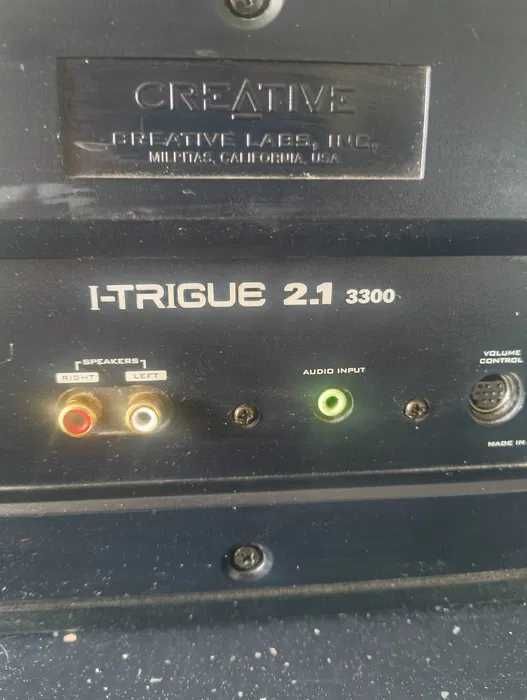 CREATIVE
CREATIVE LABS, INC.
MILPITAS, CALIFORNIA, USA
I-TRIGUE 2.1 3300
SPEAKERS
RIGHT LEFT
AUDIO INPUT
VOLUME
CONTROL
MADE IN